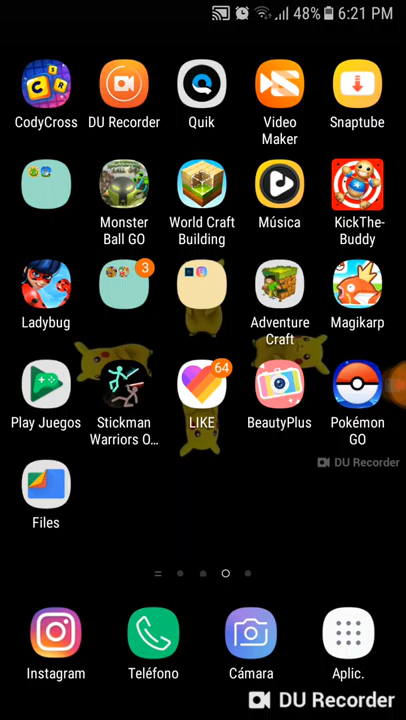 48% 6:21 PM
CodyCross DU Recorder Quik Video Maker Snaptube
Monster Ball GO World Craft Building Música KickThe-Buddy
3
Ladybug Adventure Craft Magikarp
64
Play Juegos Stickman Warriors O... LIKE BeautyPlus Pokémon GO
DU Recorder
Files
Instagram Teléfono Cámara Aplic.
DU Recorder